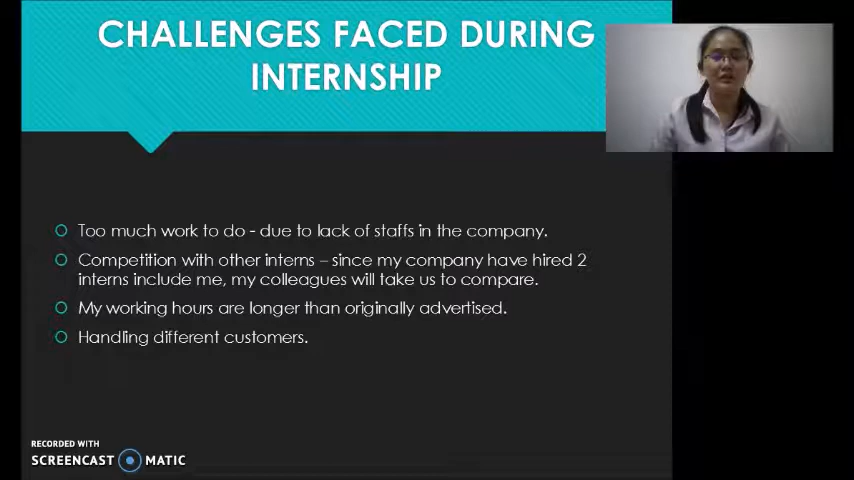 CHALLENGES FACED DURING
INTERNSHIP
Too much work to do - due to lack of staffs in the company.
Competition with other interns – since my company have hired 2
interns include me, my colleagues will take us to compare.
My working hours are longer than originally advertised.
Handling different customers.
RECORDED WITH
SCREENCAST MATIC